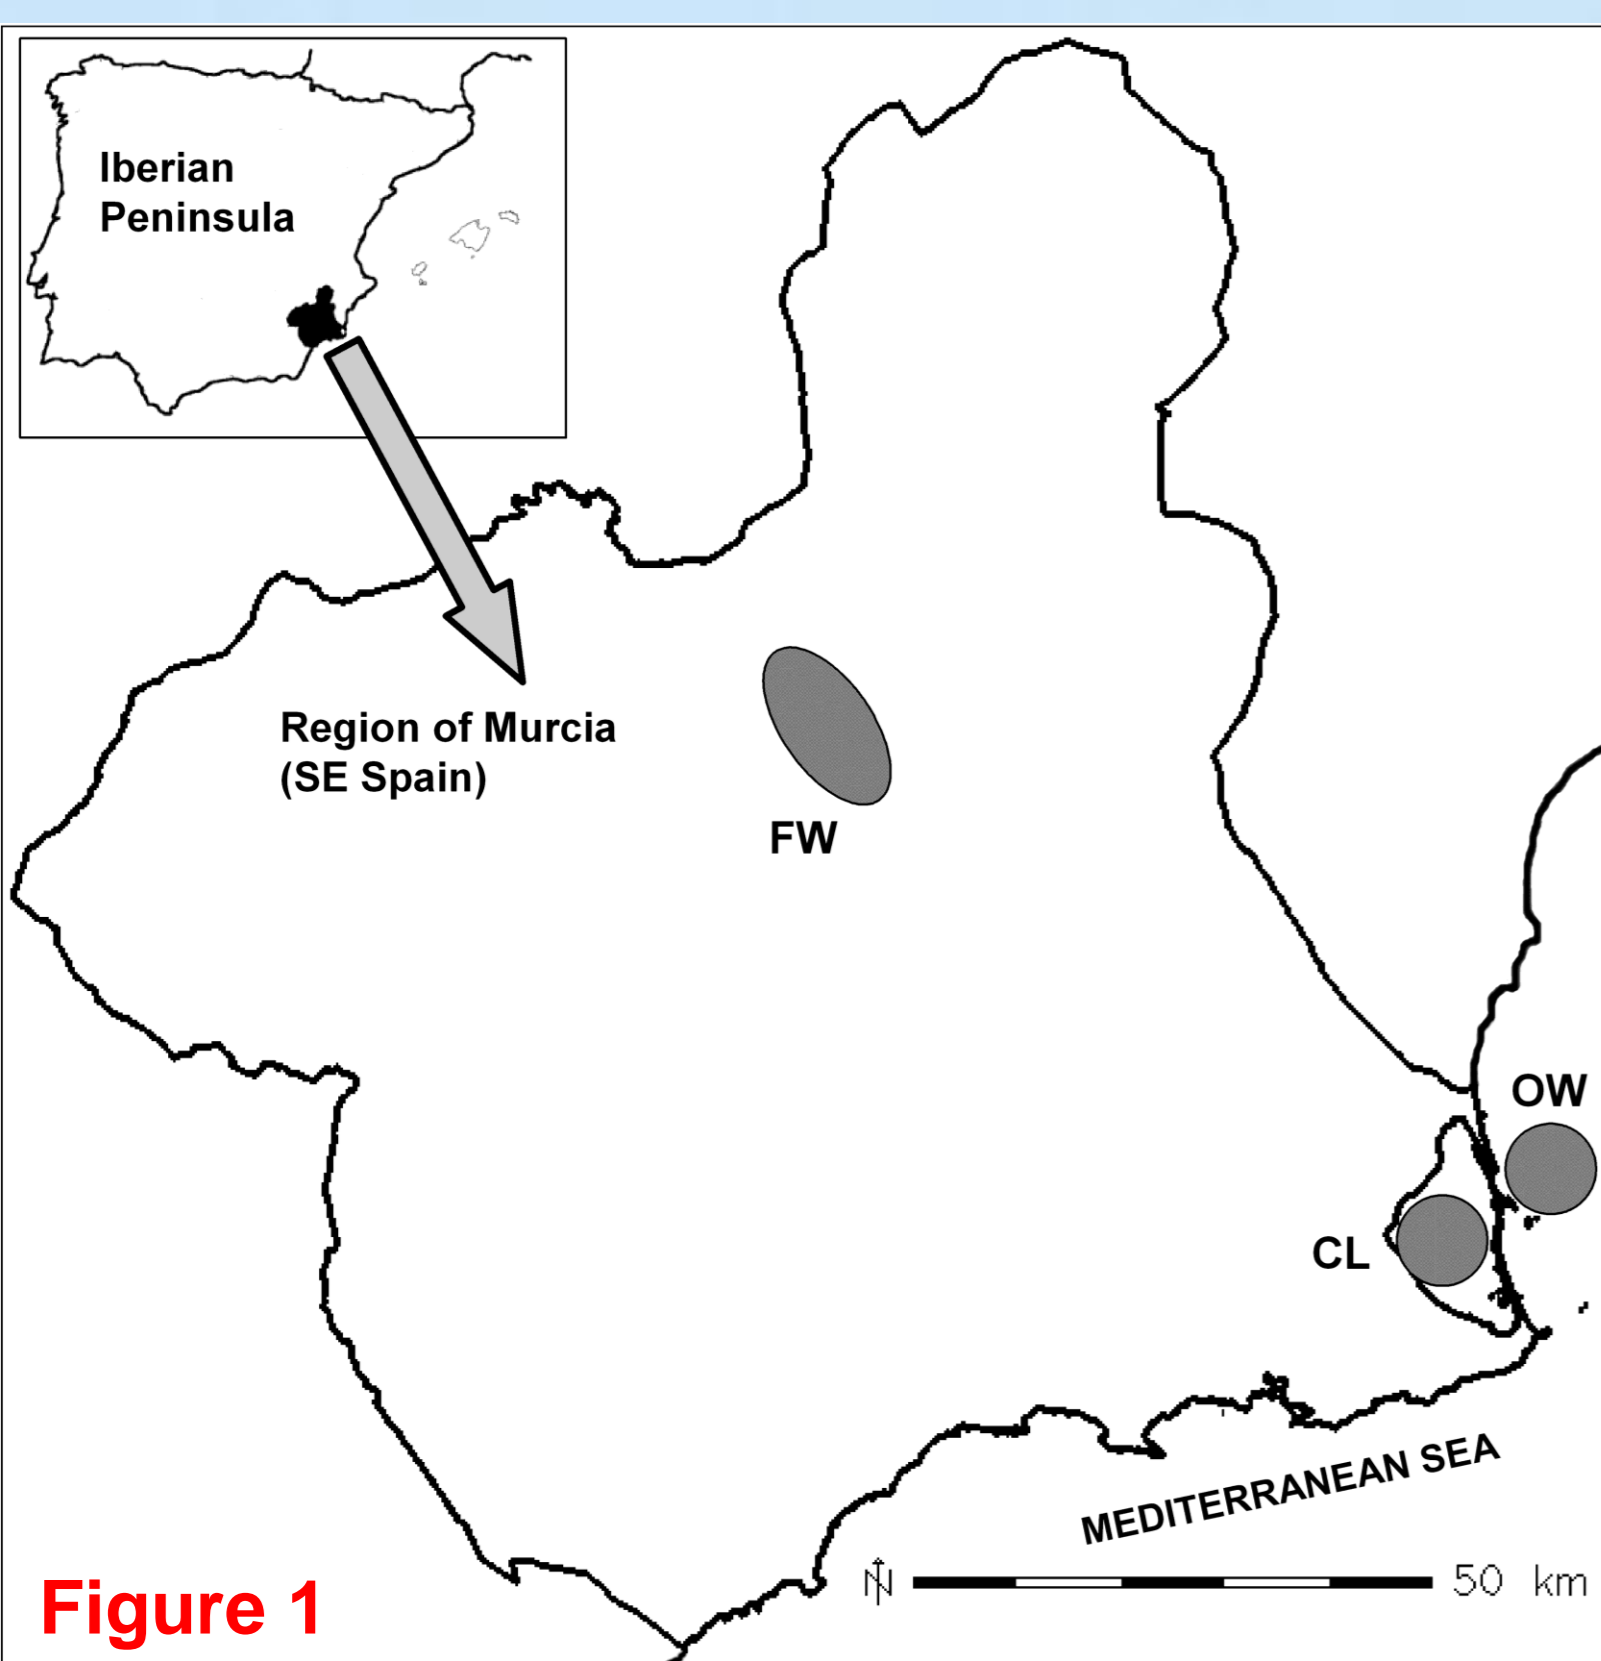 Iberian
Peninsula
Region of Murcia
(SE Spain)
FW
OW
CL
MEDITERRANEAN SEA
N 50 km
Figure 1